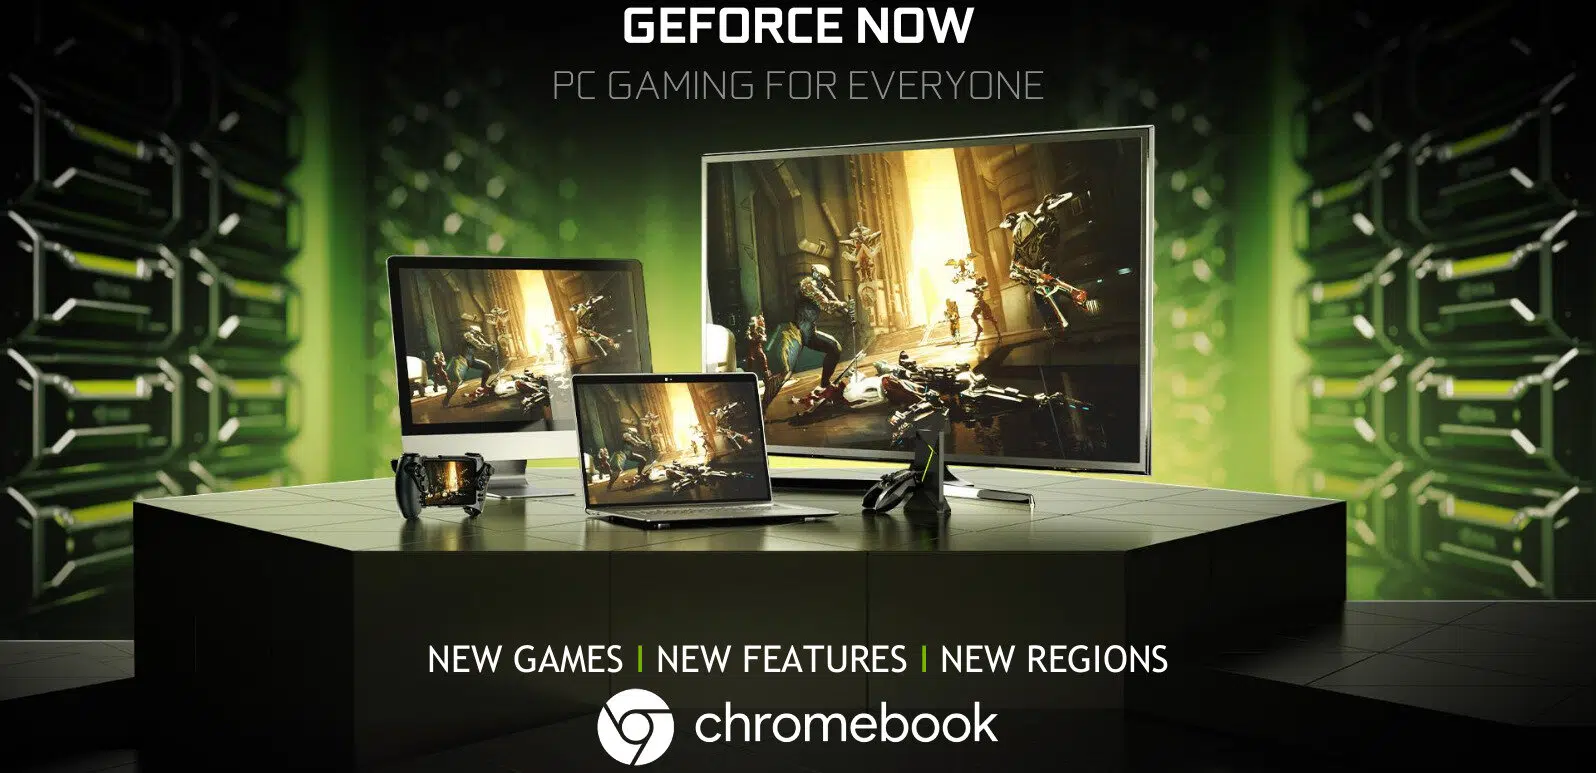 GEFORCE NOW
PC GAMING FOR EVERYONE
NEW GAMES | NEW FEATURES | NEW REGIONS
chromebook